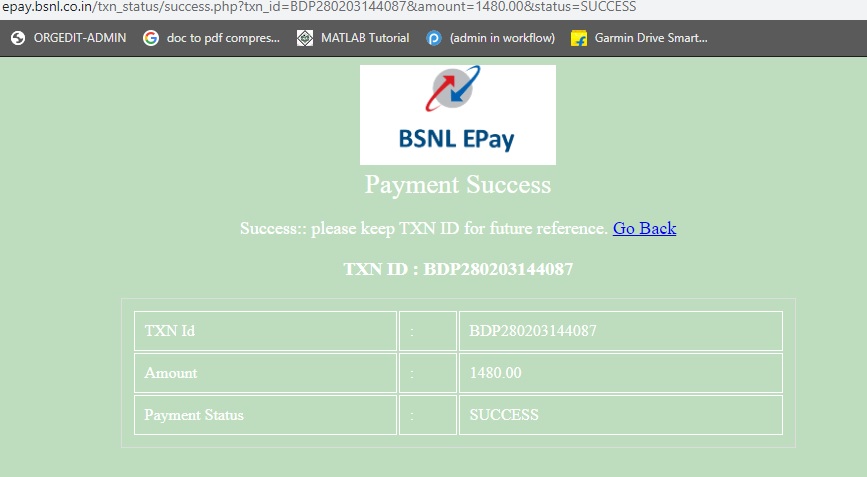 epay.bsnl.co.in/txn_status/success.php?txn_id=BDP280203144087&amount=1480.00&status=SUCCESS
ORGEDIT-ADMIN doc to pdf compres... MATLAB Tutorial (admin in workflow) Garmin Drive Smart...
BSNL EPay
Payment Success
Success:: please keep TXN ID for future reference. Go Back
TXN ID : BDP280203144087
TXN Id : BDP280203144087
Amount : 1480.00
Payment Status : SUCCESS